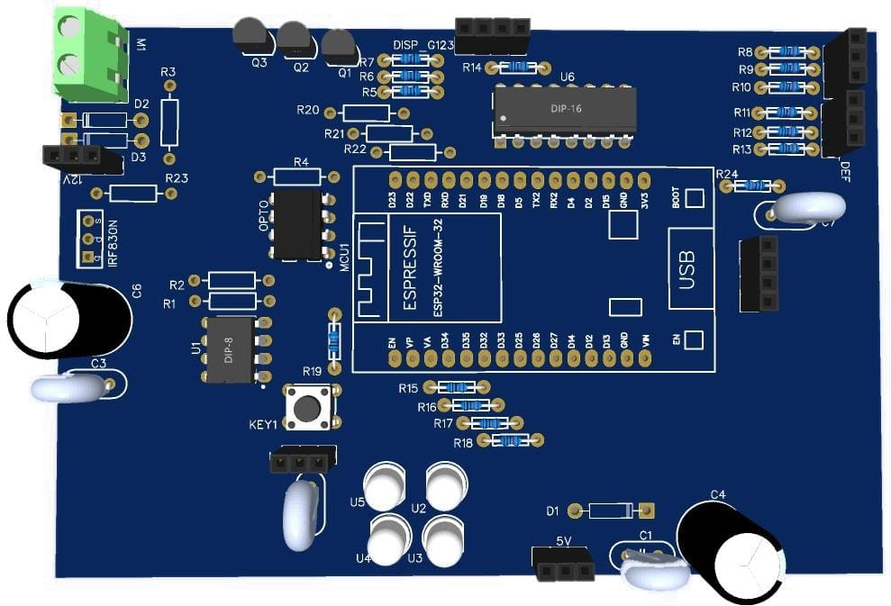 M1
Q3
Q2
Q1
DISP_G123
R7
R6
R5
R14
U6
DIP-16
R8
R9
R10
R11
R12
R13
DEF
R3
D2
D3
12V
R23
R20
R21
R22
R4
OPTO
MCU1
IRF830N
S
D
G
D23
D22
TXD
RXD
D21
D19
D18
D5
TX2
RX2
D4
D2
D15
GND
3V3
BOOT
ESPRESSIF
ESP32-WROOM-32
USB
EN
VP
VA
D34
D35
D32
D33
D25
D26
D27
D14
D12
D13
GND
VIN
EN
R24
C7
C9
C3
R2
R1
U1
DIP-8
R19
KEY1
R15
R16
R17
R18
U5
U2
U4
U3
D1
5V
C1
C4